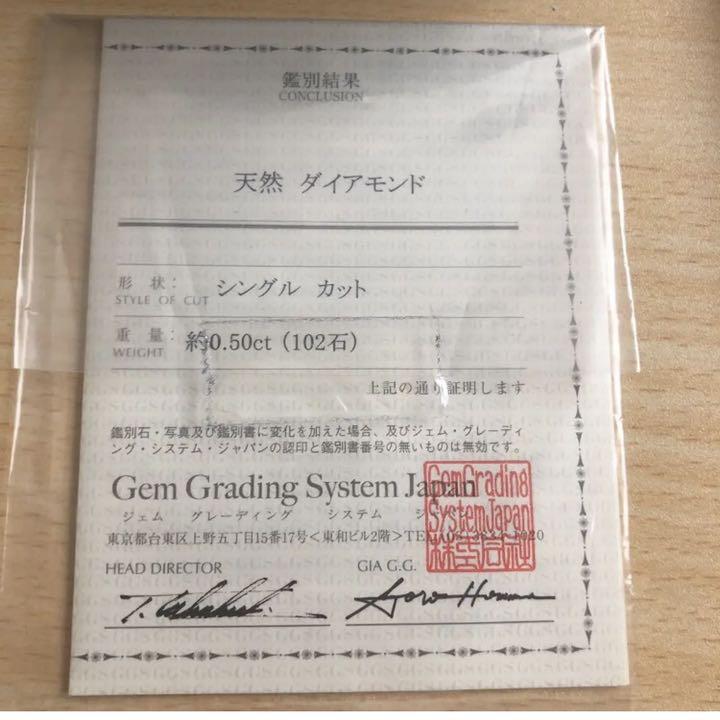 鑑別結果
CONCLUSION
天然 ダイアモンド
形 状: シングル カット
STYLE OF CUT
重 量: 約0.50ct (102石)
WEIGHT
上記の通り証明します
鑑別石・写真及び鑑別書に変化を加えた場合、及びジェム・グレーディ
ング・システム・ジャパンの認印と鑑別書番号の無いものは無効です。
Gem Grading System Japan
ジェム グレーディング システム
東京都台東区上野五丁目15番17号<東和ビル2階>
GemGrading
SystemJapan
HEAD DIRECTOR GIA G.G.